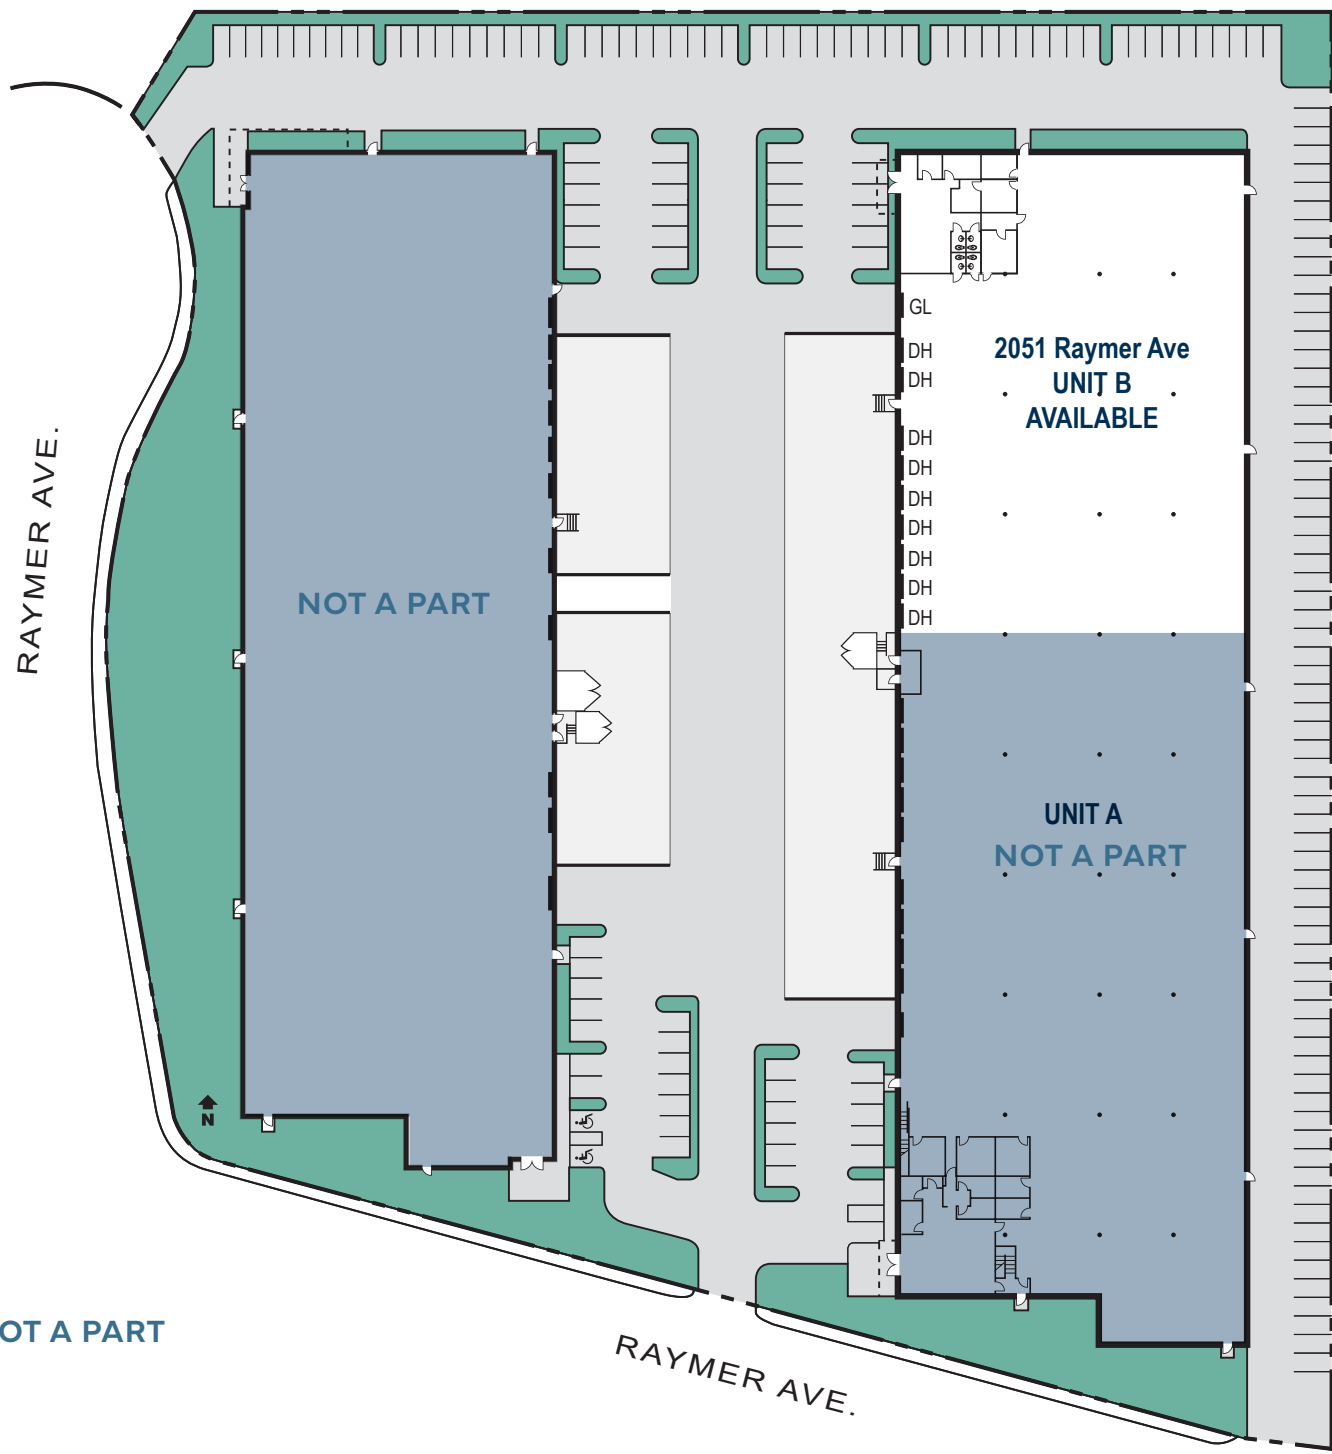 GL
DH
DH
2051 Raymer Ave
UNIT B
AVAILABLE
DH
DH
DH
DH
DH
DH
DH
RAYMER AVE.
NOT A PART
UNIT A
NOT A PART
N
OT A PART
RAYMER AVE.